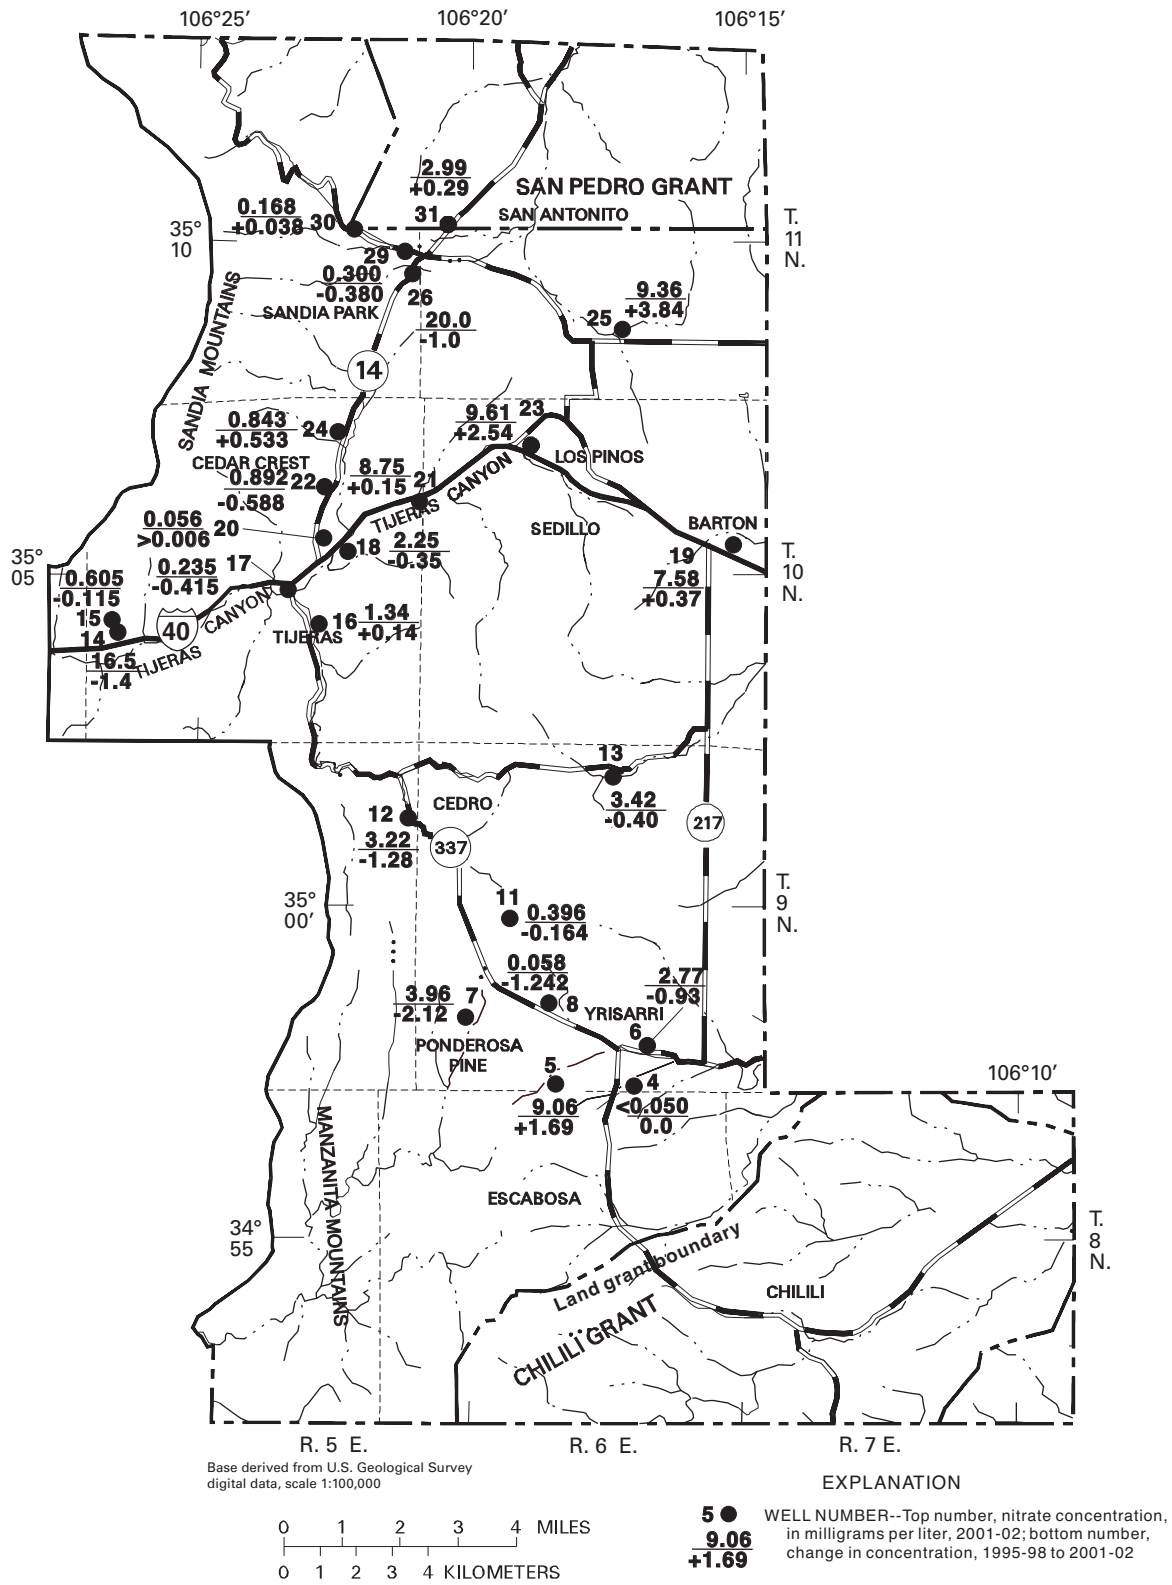 106°25′
106°20′
106°15′
2.99
+0.29
SAN PEDRO GRANT
31
SAN ANTONITO
0.168
+0.038
30
35°
10
T.
11
N.
29
0.300
-0.380
26
SANDIA PARK
SANDIA MOUNTAINS
20.0
-1.0
9.36
+3.84
25
14
9.61
+2.54
23
0.843
+0.533
24
CEDAR CREST
0.892
-0.588
22
8.75
+0.15
21
TIJERAS CANYON
LOS PINOS
SEDILLO
BARTON
0.056
>0.006
20
18
2.25
-0.35
19
7.58
+0.37
35°
05
T.
10
N.
17
0.235
-0.415
0.605
-0.115
15
14
40
TIJERAS CANYON
16.5
-1.4
TIJERAS
16
1.34
+0.14
13
3.42
-0.40
CEDRO
12
3.22
-1.28
337
217
35°
00′
T.
9
N.
11
0.396
-0.164
0.058
-1.242
8
2.77
-0.93
3.96
-2.12
7
YRISARRI
6
PONDEROSA
PINE
5
9.06
+1.69
4
<0.050
0.0
106°10′
MANZANITA MOUNTAINS
ESCABOSA
34°
55
T.
8
N.
Land grant boundary
CHILILI
CHILILI GRANT
R. 5 E.
R. 6 E.
R. 7 E.
Base derived from U.S. Geological Survey
digital data, scale 1:100,000
0 1 2 3 4 MILES
0 1 2 3 4 KILOMETERS
EXPLANATION
5
9.06
+1.69
WELL NUMBER--Top number, nitrate concentration,
in milligrams per liter, 2001-02; bottom number,
change in concentration, 1995-98 to 2001-02